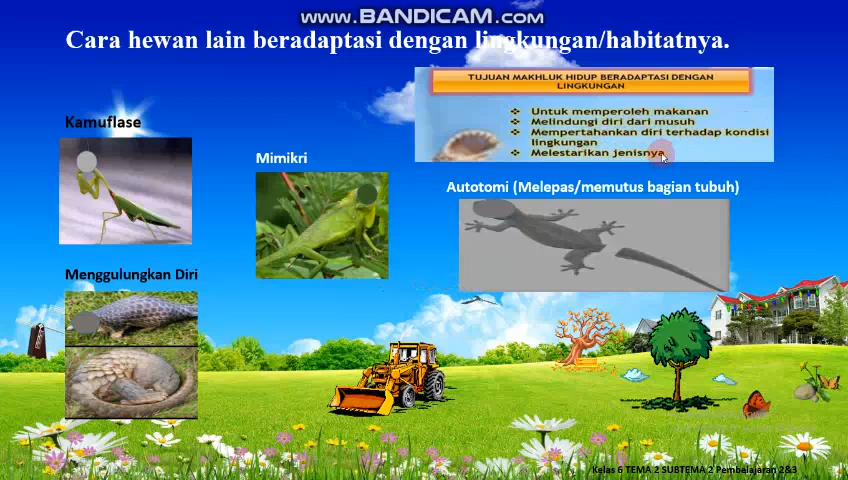 www.BANDICAM.com
Cara hewan lain beradaptasi dengan lingkungan/habitatnya.
TUJUAN MAKHLUK HIDUP BERADAPTASI DENGAN
LINGKUNGAN
❖ Untuk memperoleh makanan
❖ Melindungi diri dari musuh
❖ Mempertahankan diri terhadap kondisi
lingkungan
❖ Melestarikan jenisnya
Kamuflase
Mimikri
Autotomi (Melepas/memutus bagian tubuh)
Menggulungkan Diri
Kelas 6 TEMA 2 SUBTEMA 2 Pembelajaran 2&3